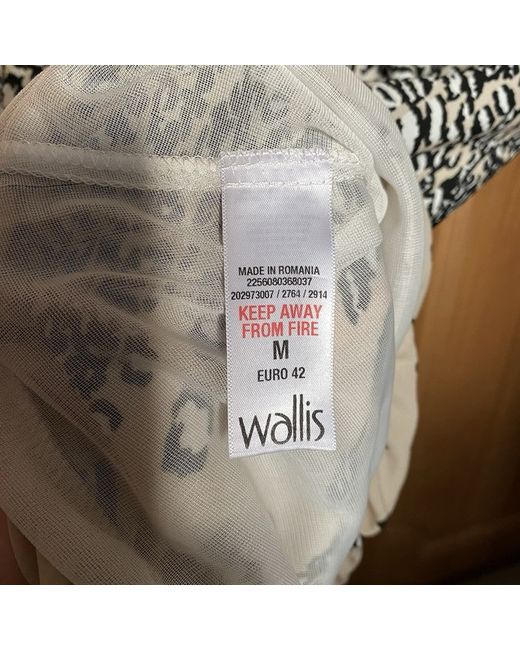 MADE IN ROMANIA
2256080368037
202973007 / 2764 / 2914
KEEP AWAY
FROM FIRE
M
EURO 42
wallis